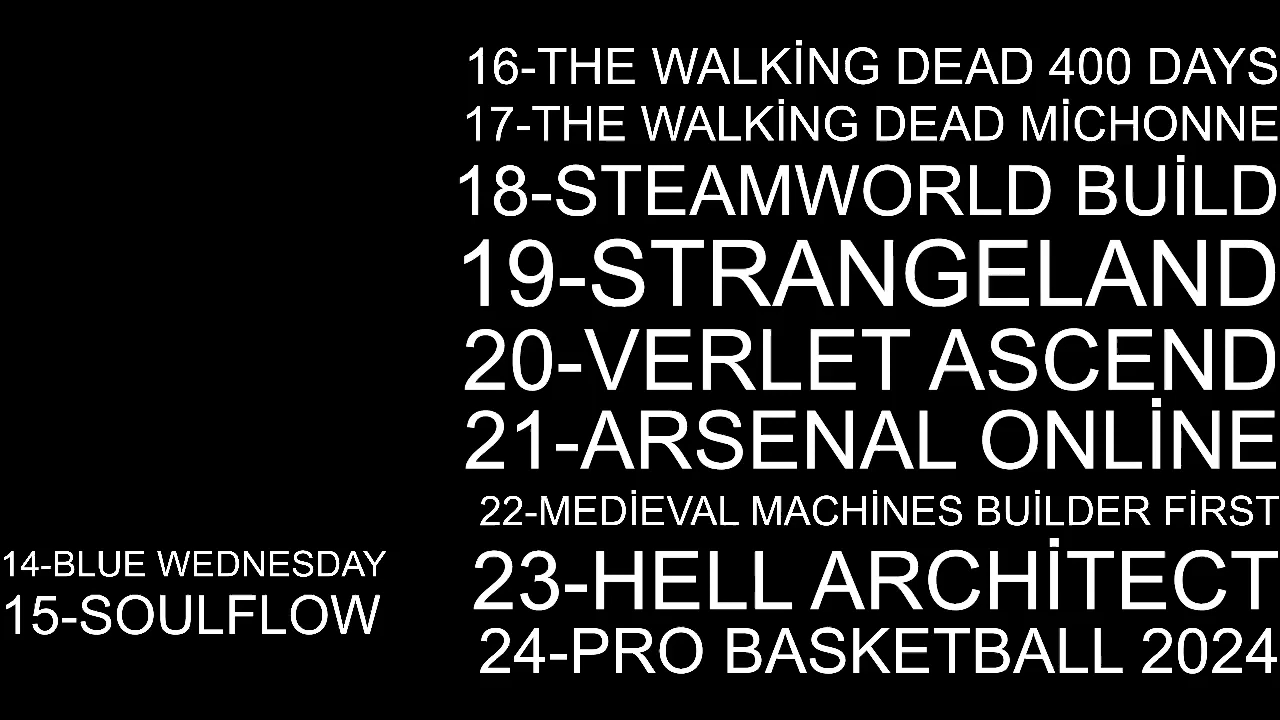 14-BLUE WEDNESDAY
15-SOULFLOW
16-THE WALKİNG DEAD 400 DAYS
17-THE WALKİNG DEAD MİCHONNE
18-STEAMWORLD BUİLD
19-STRANGELAND
20-VERLET ASCEND
21-ARSENAL ONLİNE
22-MEDİEVAL MACHİNES BUİLDER FİRST
23-HELL ARCHİTECT
24-PRO BASKETBALL 2024